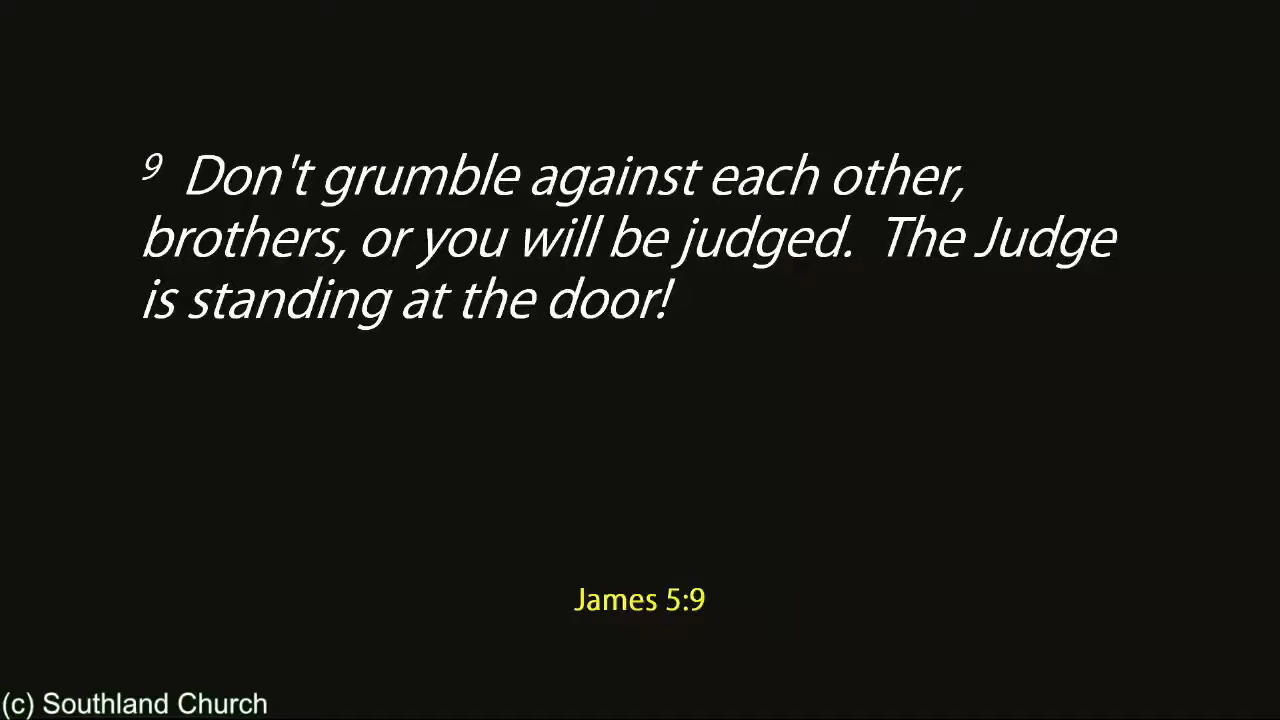 9 Don't grumble against each other,
brothers, or you will be judged. The Judge
is standing at the door!
James 5:9
(c) Southland Church